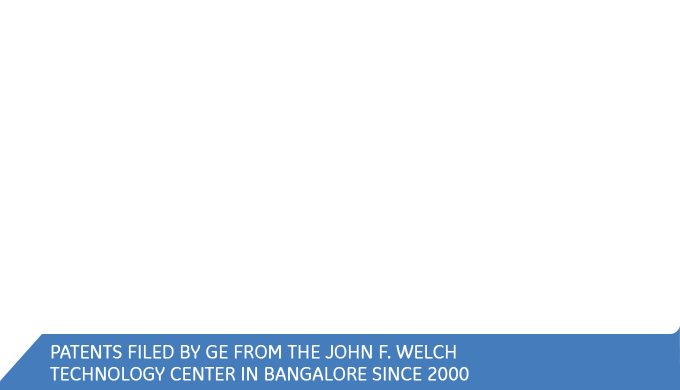 PATENTS FILED BY GE FROM THE JOHN F. WELCH
TECHNOLOGY CENTER IN BANGALORE SINCE 2000